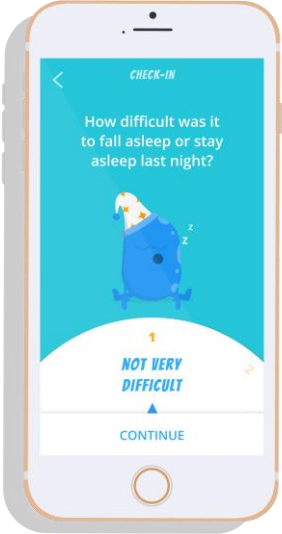 CHECK-IN
How difficult was it
to fall asleep or stay
asleep last night?
z
z
1
2
NOT VERY
DIFFICULT
CONTINUE